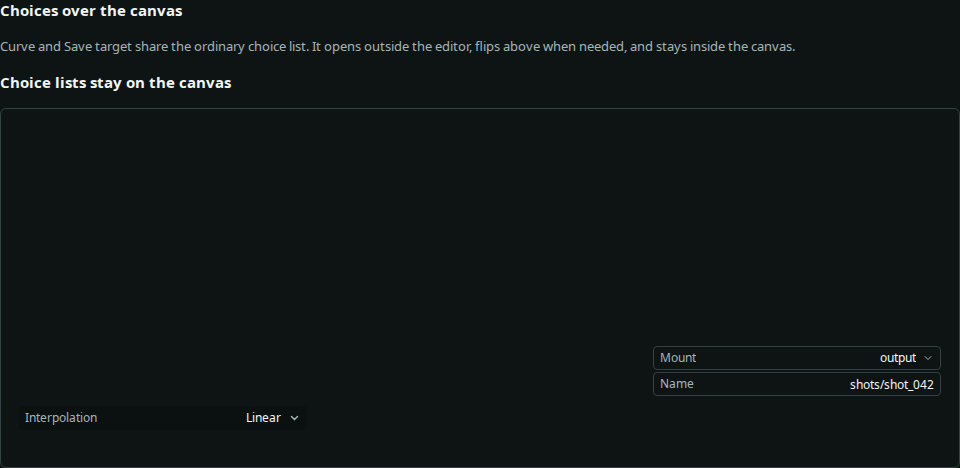 Choices over the canvas
Curve and Save target share the ordinary choice list. It opens outside the editor, flips above when needed, and stays inside the canvas.
Choice lists stay on the canvas
Mount output
Name shots/shot_042
Interpolation Linear